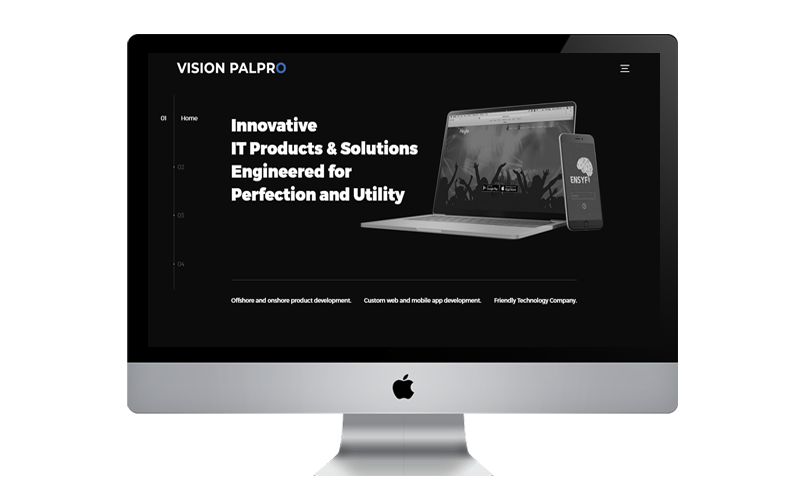 VISION PALPRO
01 Home
Innovative
IT Products & Solutions
Engineered for
Perfection and Utility
02
03
04
ENSYFI
Offshore and onshore product development. Custom web and mobile app development. Friendly Technology Company.